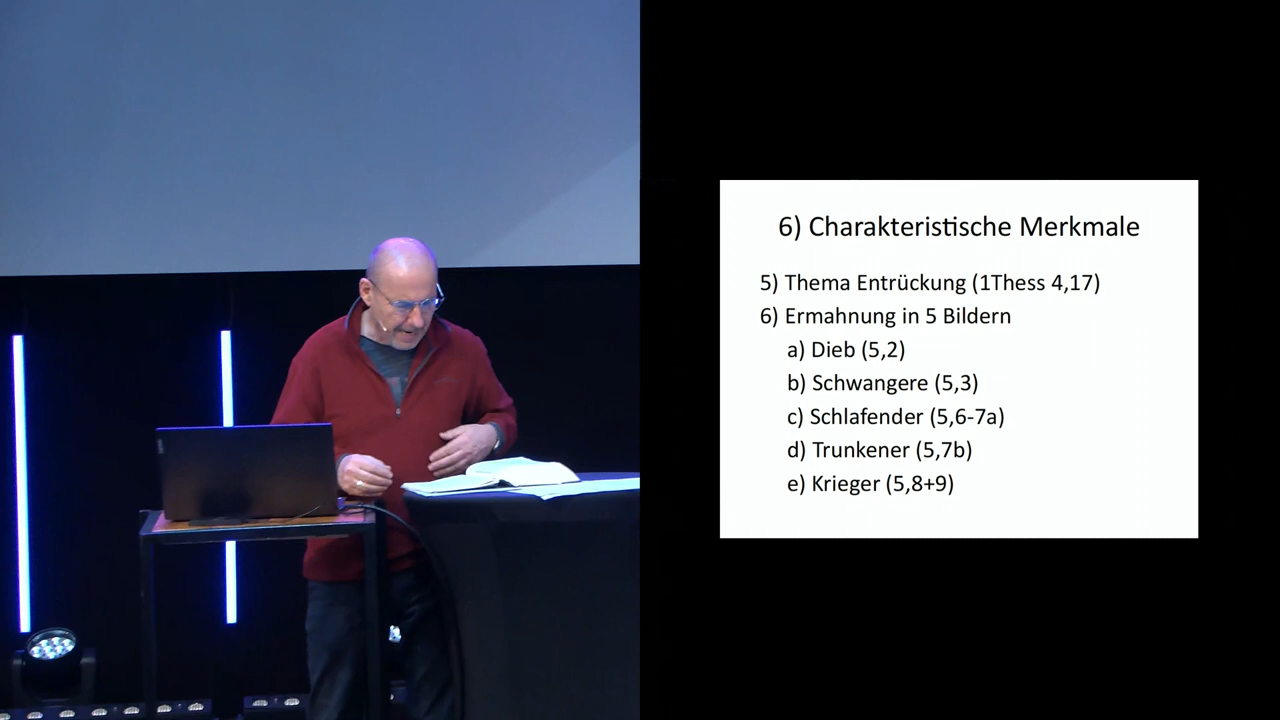 6) Charakteristische Merkmale
5) Thema Entrückung (1Thess 4,17)
6) Ermahnung in 5 Bildern
a) Dieb (5,2)
b) Schwangere (5,3)
c) Schlafender (5,6-7a)
d) Trunkener (5,7b)
e) Krieger (5,8+9)